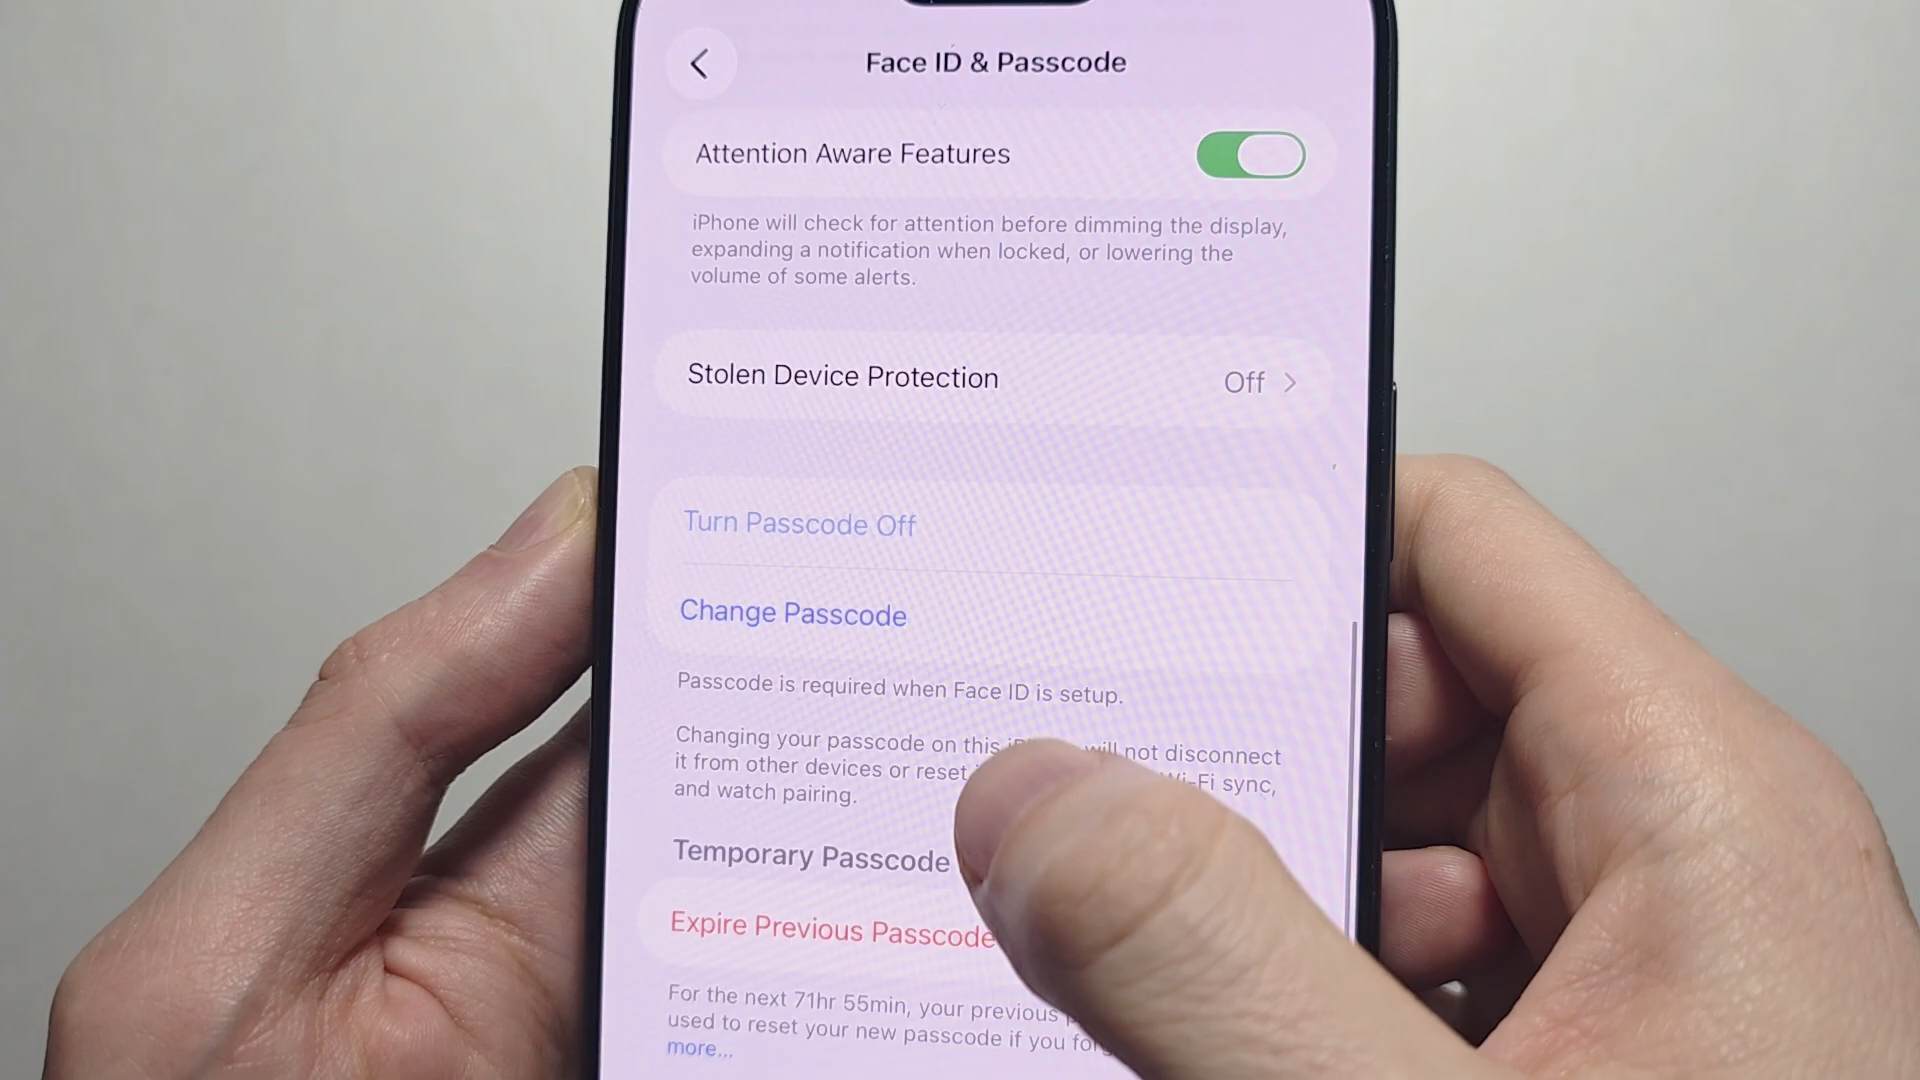 Face ID & Passcode
Attention Aware Features
iPhone will check for attention before dimming the display,
expanding a notification when locked, or lowering the
volume of some alerts.
Stolen Device Protection
Off
Turn Passcode Off
Change Passcode
Passcode is required when Face ID is setup.
Changing your passcode on this will not disconnect
it from other devices or reset Wi-Fi sync,
and watch pairing.
Temporary Passcode
Expire Previous Passcode
For the next 71hr 55min, your previous
used to reset your new passcode if you
more...